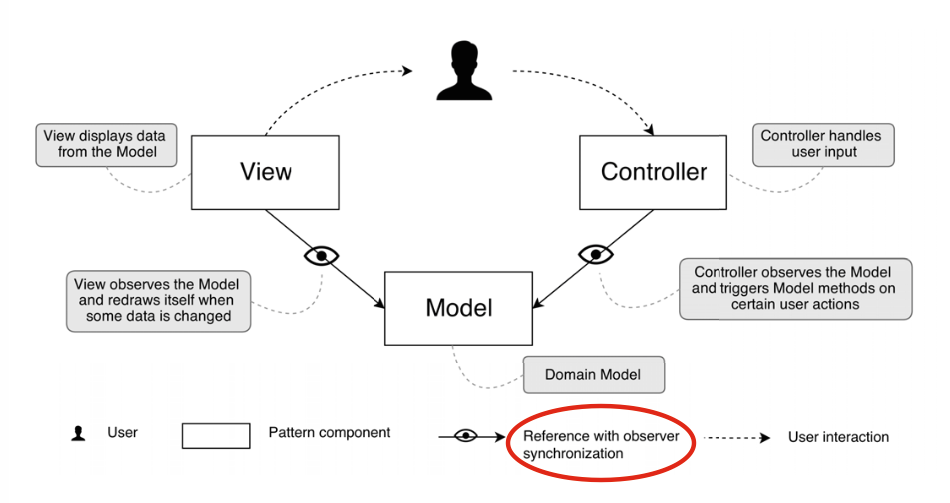 View displays data
from the Model
View
Controller
Controller handles
user input
View observes the Model
and redraws itself when
some data is changed
Model
Controller observes the Model
and triggers Model methods on
certain user actions
Domain Model
User
Pattern component
Reference with observer
synchronization
User interaction